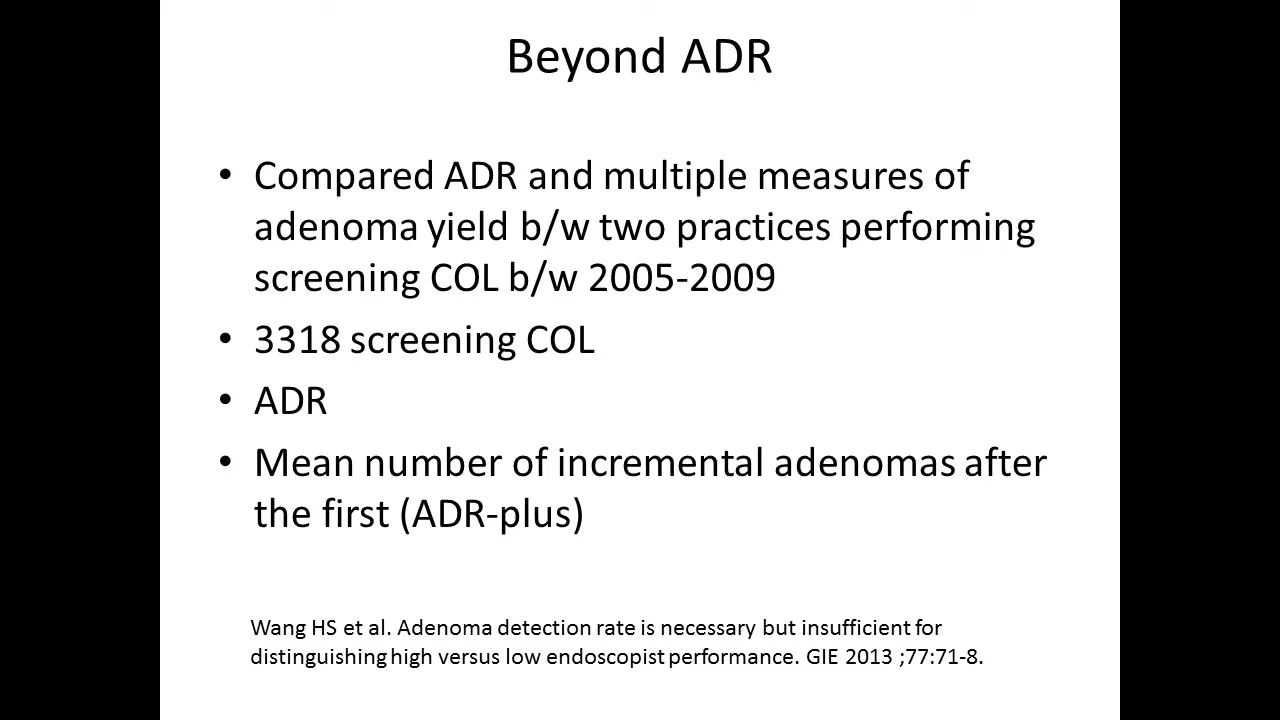 Beyond ADR
• Compared ADR and multiple measures of
adenoma yield b/w two practices performing
screening COL b/w 2005-2009
• 3318 screening COL
• ADR
• Mean number of incremental adenomas after
the first (ADR-plus)
Wang HS et al. Adenoma detection rate is necessary but insufficient for
distinguishing high versus low endoscopist performance. GIE 2013 ;77:71-8.